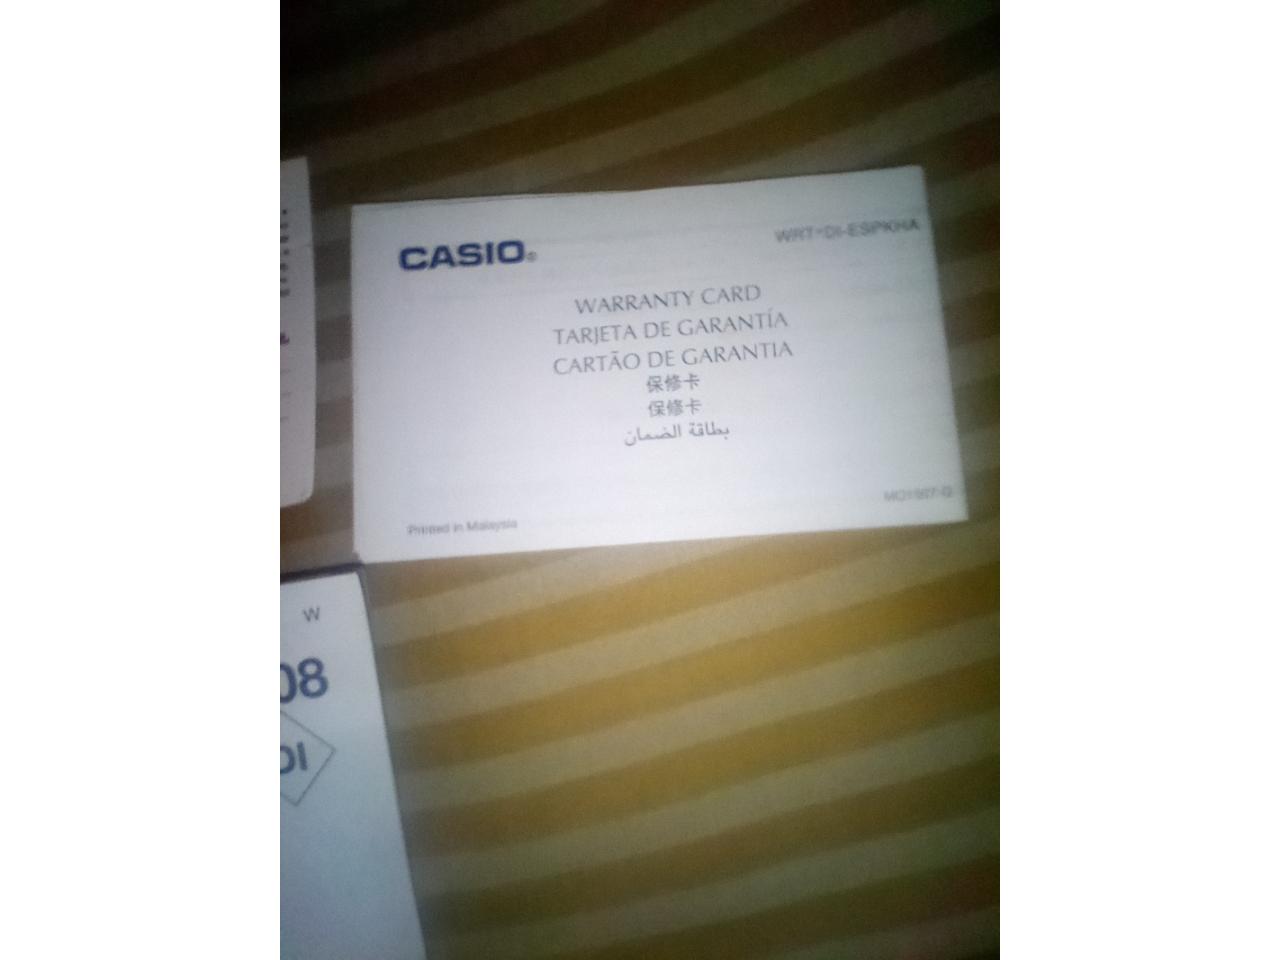 CASIO®
WRT-DI-ESPKHA
WARRANTY CARD
TARJETA DE GARANTÍA
CARTÃO DE GARANTIA
保修卡
保修卡
بطاقة الضمان
Printed in Malaysia
W
08
DI